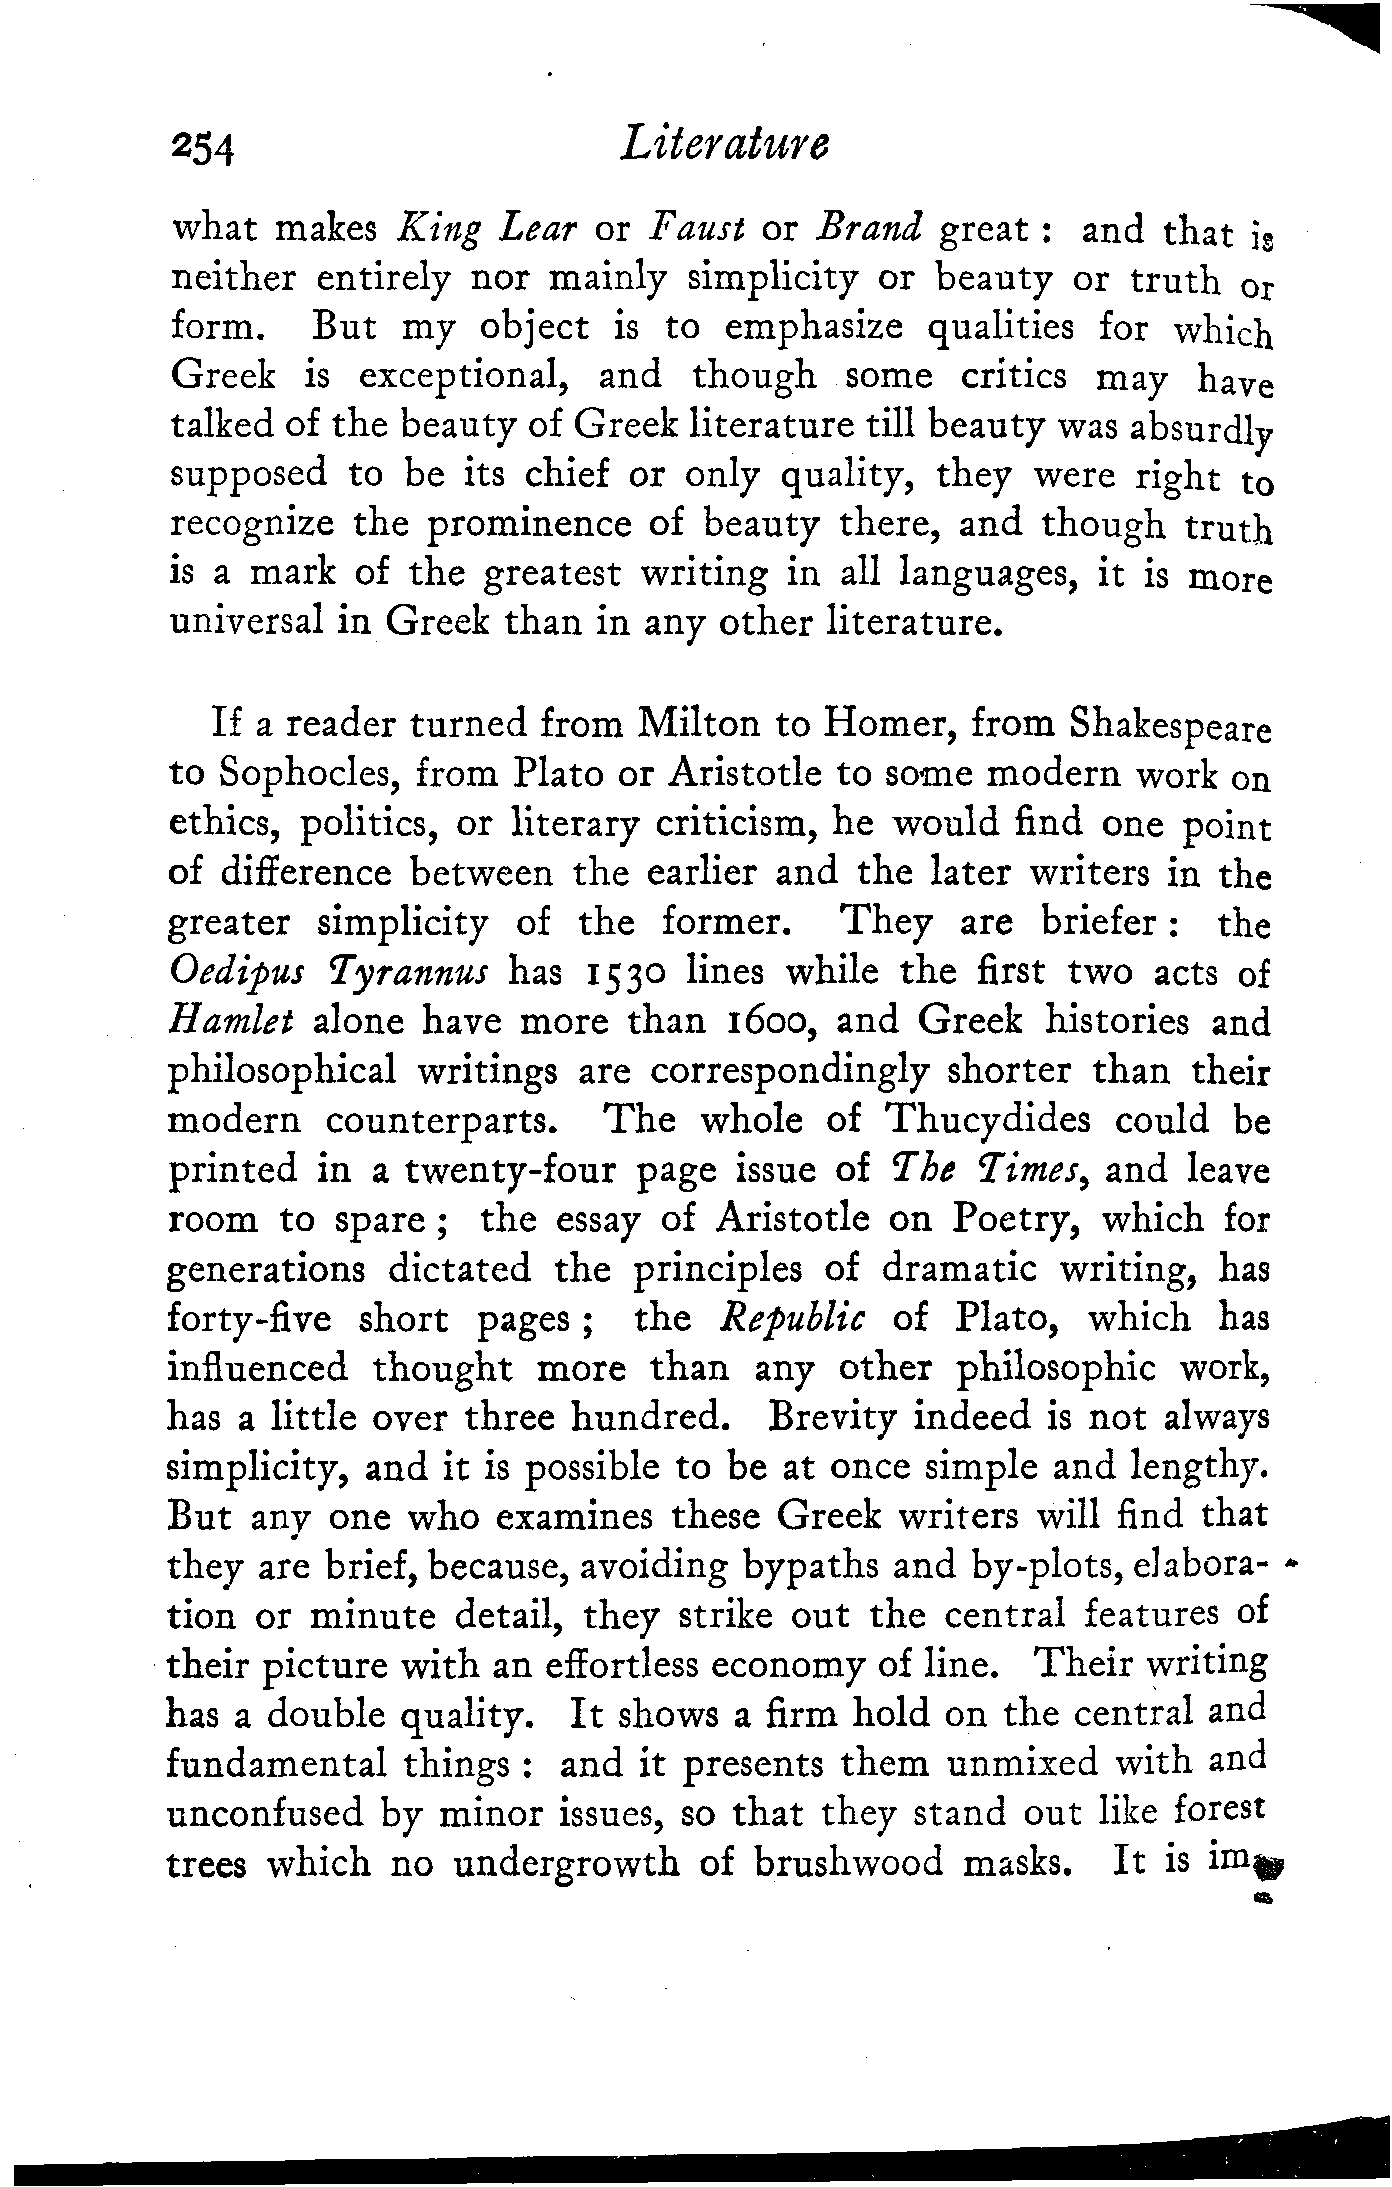 254 Literature
what makes King Lear or Faust or Brand great : and that is
neither entirely nor mainly simplicity or beauty or truth or
form. But my object is to emphasize qualities for which
Greek is exceptional, and though some critics may have
talked of the beauty of Greek literature till beauty was absurdly
supposed to be its chief or only quality, they were right to
recognize the prominence of beauty there, and though truth
is a mark of the greatest writing in all languages, it is more
universal in Greek than in any other literature.
If a reader turned from Milton to Homer, from Shakespeare
to Sophocles, from Plato or Aristotle to some modern work on
ethics, politics, or literary criticism, he would find one point
of difference between the earlier and the later writers in the
greater simplicity of the former. They are briefer : the
Oedipus Tyrannus has 1530 lines while the first two acts of
Hamlet alone have more than 1600, and Greek histories and
philosophical writings are correspondingly shorter than their
modern counterparts. The whole of Thucydides could be
printed in a twenty-four page issue of The Times, and leave
room to spare ; the essay of Aristotle on Poetry, which for
generations dictated the principles of dramatic writing, has
forty-five short pages ; the Republic of Plato, which has
influenced thought more than any other philosophic work,
has a little over three hundred. Brevity indeed is not always
simplicity, and it is possible to be at once simple and lengthy.
But any one who examines these Greek writers will find that
they are brief, because, avoiding bypaths and by-plots, elabora-
tion or minute detail, they strike out the central features of
their picture with an effortless economy of line. Their writing
has a double quality. It shows a firm hold on the central and
fundamental things : and it presents them unmixed with and
unconfused by minor issues, so that they stand out like forest
trees which no undergrowth of brushwood masks. It is im